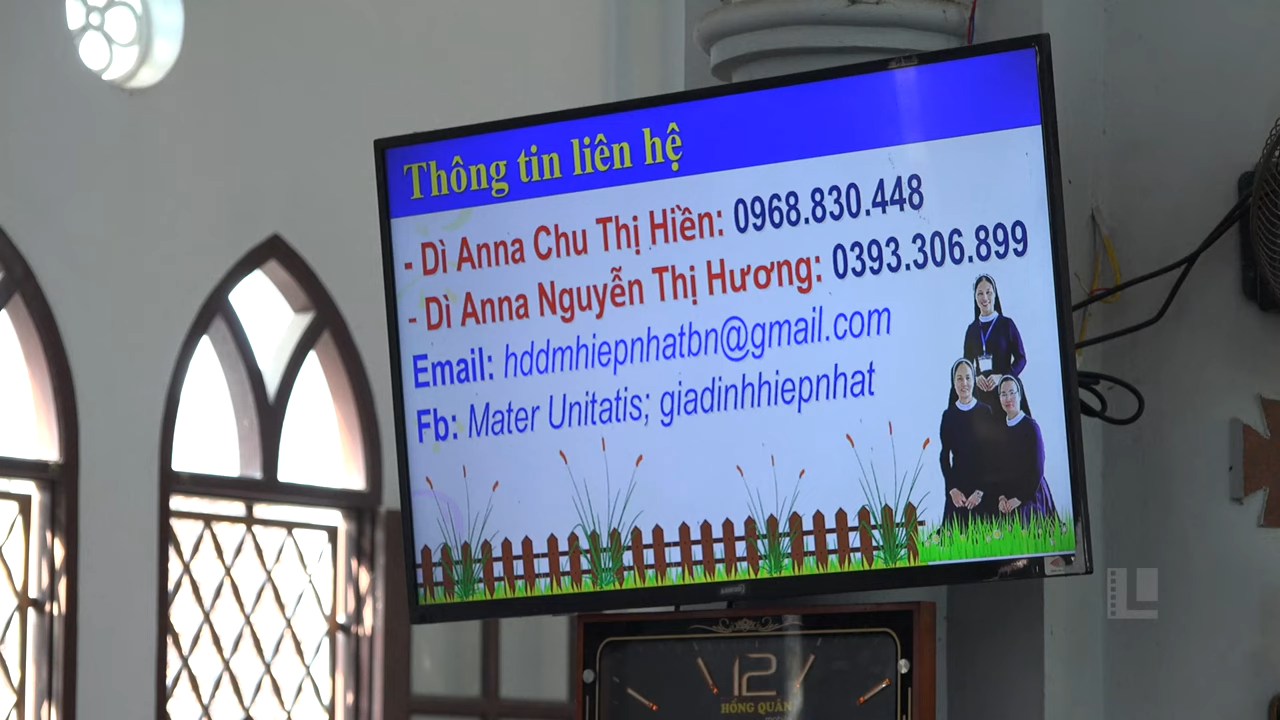 Thông tin liên hệ
- Dì Anna Chu Thị Hiền: 0968.830.448
- Dì Anna Nguyễn Thị Hương: 0393.306.899
Email: hddmhiepnhatbn@gmail.com
Fb: Mater Unitatis; giadinhhiepnhat
12
HỒNG QUÂN
L